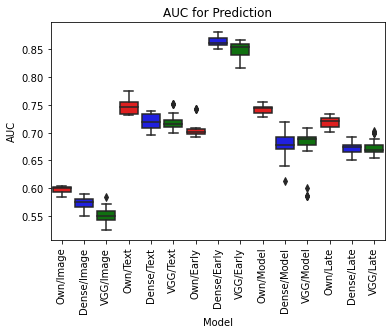 AUC for Prediction
AUC
0.85
0.80
0.75
0.70
0.65
0.60
0.55
Own/Image
Dense/Image
VGG/Image
Own/Text
Dense/Text
VGG/Text
Own/Early
Dense/Early
VGG/Early
Own/Model
Dense/Model
VGG/Model
Own/Late
Dense/Late
VGG/Late
Model